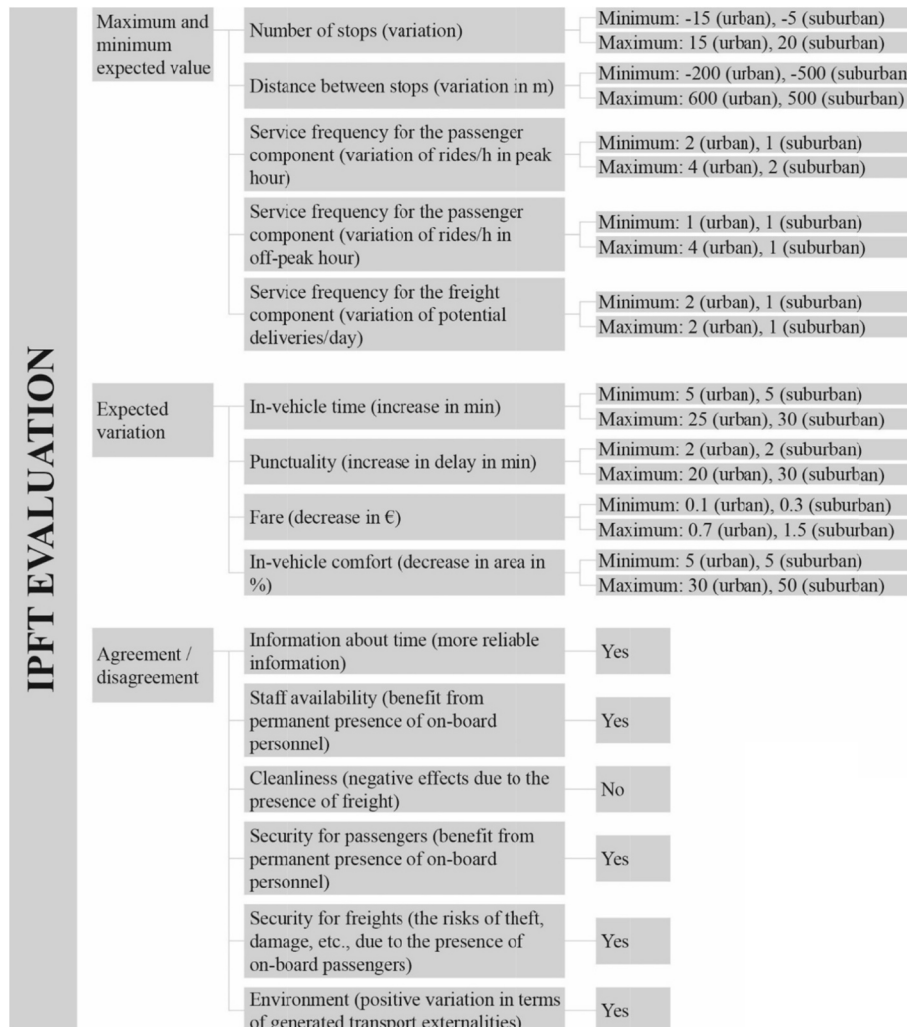 IPFT EVALUATION
Maximum and
minimum
expected value
Number of stops (variation)
Minimum: -15 (urban), -5 (suburban)
Maximum: 15 (urban), 20 (suburban)
Distance between stops (variation in m)
Minimum: -200 (urban), -500 (suburban
Maximum: 600 (urban), 500 (suburban)
Service frequency for the passenger
component (variation of rides/h in peak
hour)
Minimum: 2 (urban), 1 (suburban)
Maximum: 4 (urban), 2 (suburban)
Service frequency for the passenger
component (variation of rides/h in
off-peak hour)
Minimum: 1 (urban), 1 (suburban)
Maximum: 4 (urban), 1 (suburban)
Service frequency for the freight
component (variation of potential
deliveries/day)
Minimum: 2 (urban), 1 (suburban)
Maximum: 2 (urban), 1 (suburban)
Expected
variation
In-vehicle time (increase in min)
Minimum: 5 (urban), 5 (suburban)
Maximum: 25 (urban), 30 (suburban)
Punctuality (increase in delay in min)
Minimum: 2 (urban), 2 (suburban)
Maximum: 20 (urban), 30 (suburban)
Fare (decrease in €)
Minimum: 0.1 (urban), 0.3 (suburban)
Maximum: 0.7 (urban), 1.5 (suburban)
In-vehicle comfort (decrease in area in
%)
Minimum: 5 (urban), 5 (suburban)
Maximum: 30 (urban), 50 (suburban)
Agreement /
disagreement
Information about time (more reliable
information)
Yes
Staff availability (benefit from
permanent presence of on-board
personnel)
Yes
Cleanliness (negative effects due to the
presence of freight)
No
Security for passengers (benefit from
permanent presence of on-board
personnel)
Yes
Security for freights (the risks of theft,
damage, etc., due to the presence of
on-board passengers)
Yes
Environment (positive variation in terms
of generated transport externalities)
Yes